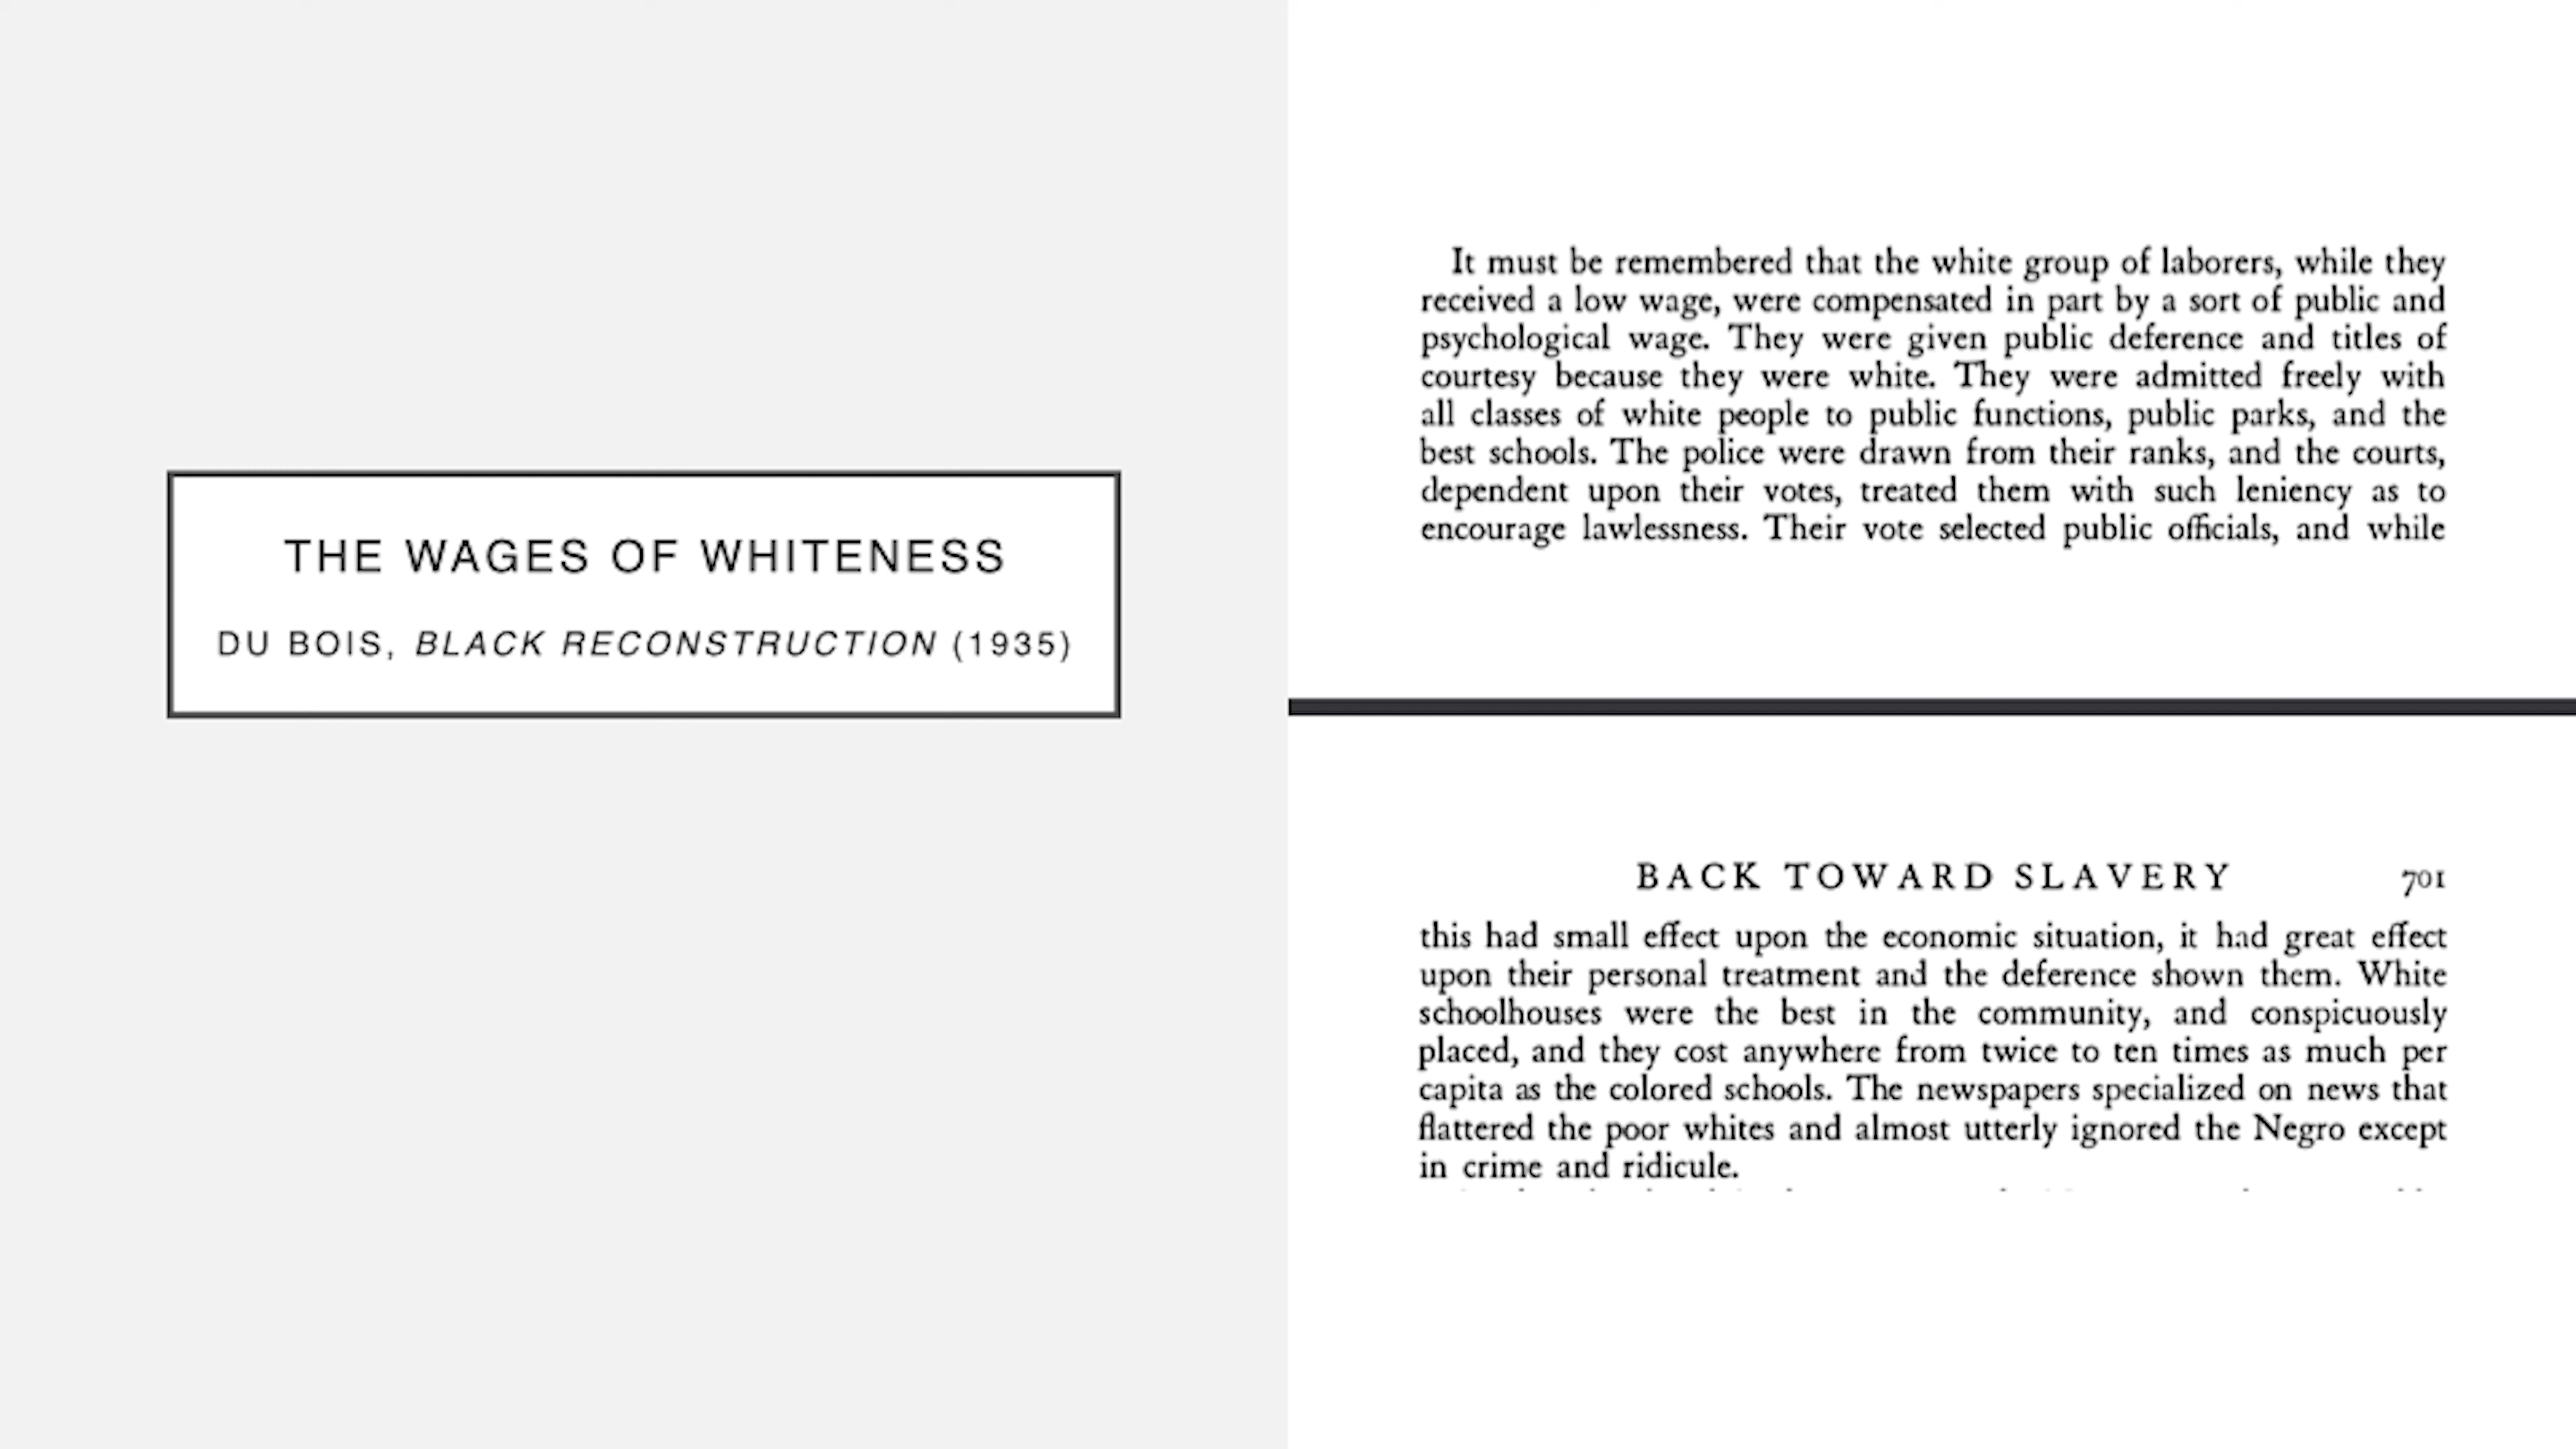 THE WAGES OF WHITENESS
DU BOIS, BLACK RECONSTRUCTION (1935)
It must be remembered that the white group of laborers, while they
received a low wage, were compensated in part by a sort of public and
psychological wage. They were given public deference and titles of
courtesy because they were white. They were admitted freely with
all classes of white people to public functions, public parks, and the
best schools. The police were drawn from their ranks, and the courts,
dependent upon their votes, treated them with such leniency as to
encourage lawlessness. Their vote selected public officials, and while
BACK TOWARD SLAVERY 701
this had small effect upon the economic situation, it had great effect
upon their personal treatment and the deference shown them. White
schoolhouses were the best in the community, and conspicuously
placed, and they cost anywhere from twice to ten times as much per
capita as the colored schools. The newspapers specialized on news that
flattered the poor whites and almost utterly ignored the Negro except
in crime and ridicule.